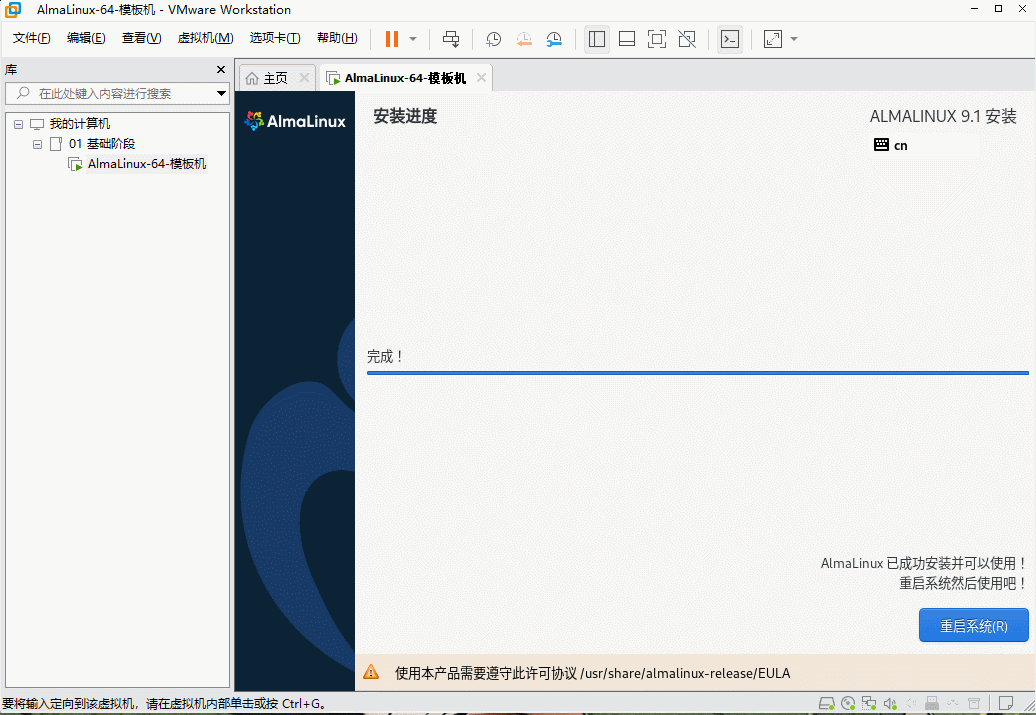 AlmaLinux-64-模板机 - VMware Workstation
文件(F) 编辑(E) 查看(V) 虚拟机(M) 选项卡(T) 帮助(H)
库
在此处键入内容进行搜索
我的计算机
01 基础阶段
AlmaLinux-64-模板机
主页
AlmaLinux-64-模板机
AlmaLinux
安装进度
ALMALINUX 9.1 安装
cn
完成！
AlmaLinux 已成功安装并可以使用！
重启系统然后使用吧！
重启系统(R)
使用本产品需要遵守此许可协议 /usr/share/almalinux-release/EULA
要将输入定向到该虚拟机，请在虚拟机内部单击或按 Ctrl+G。